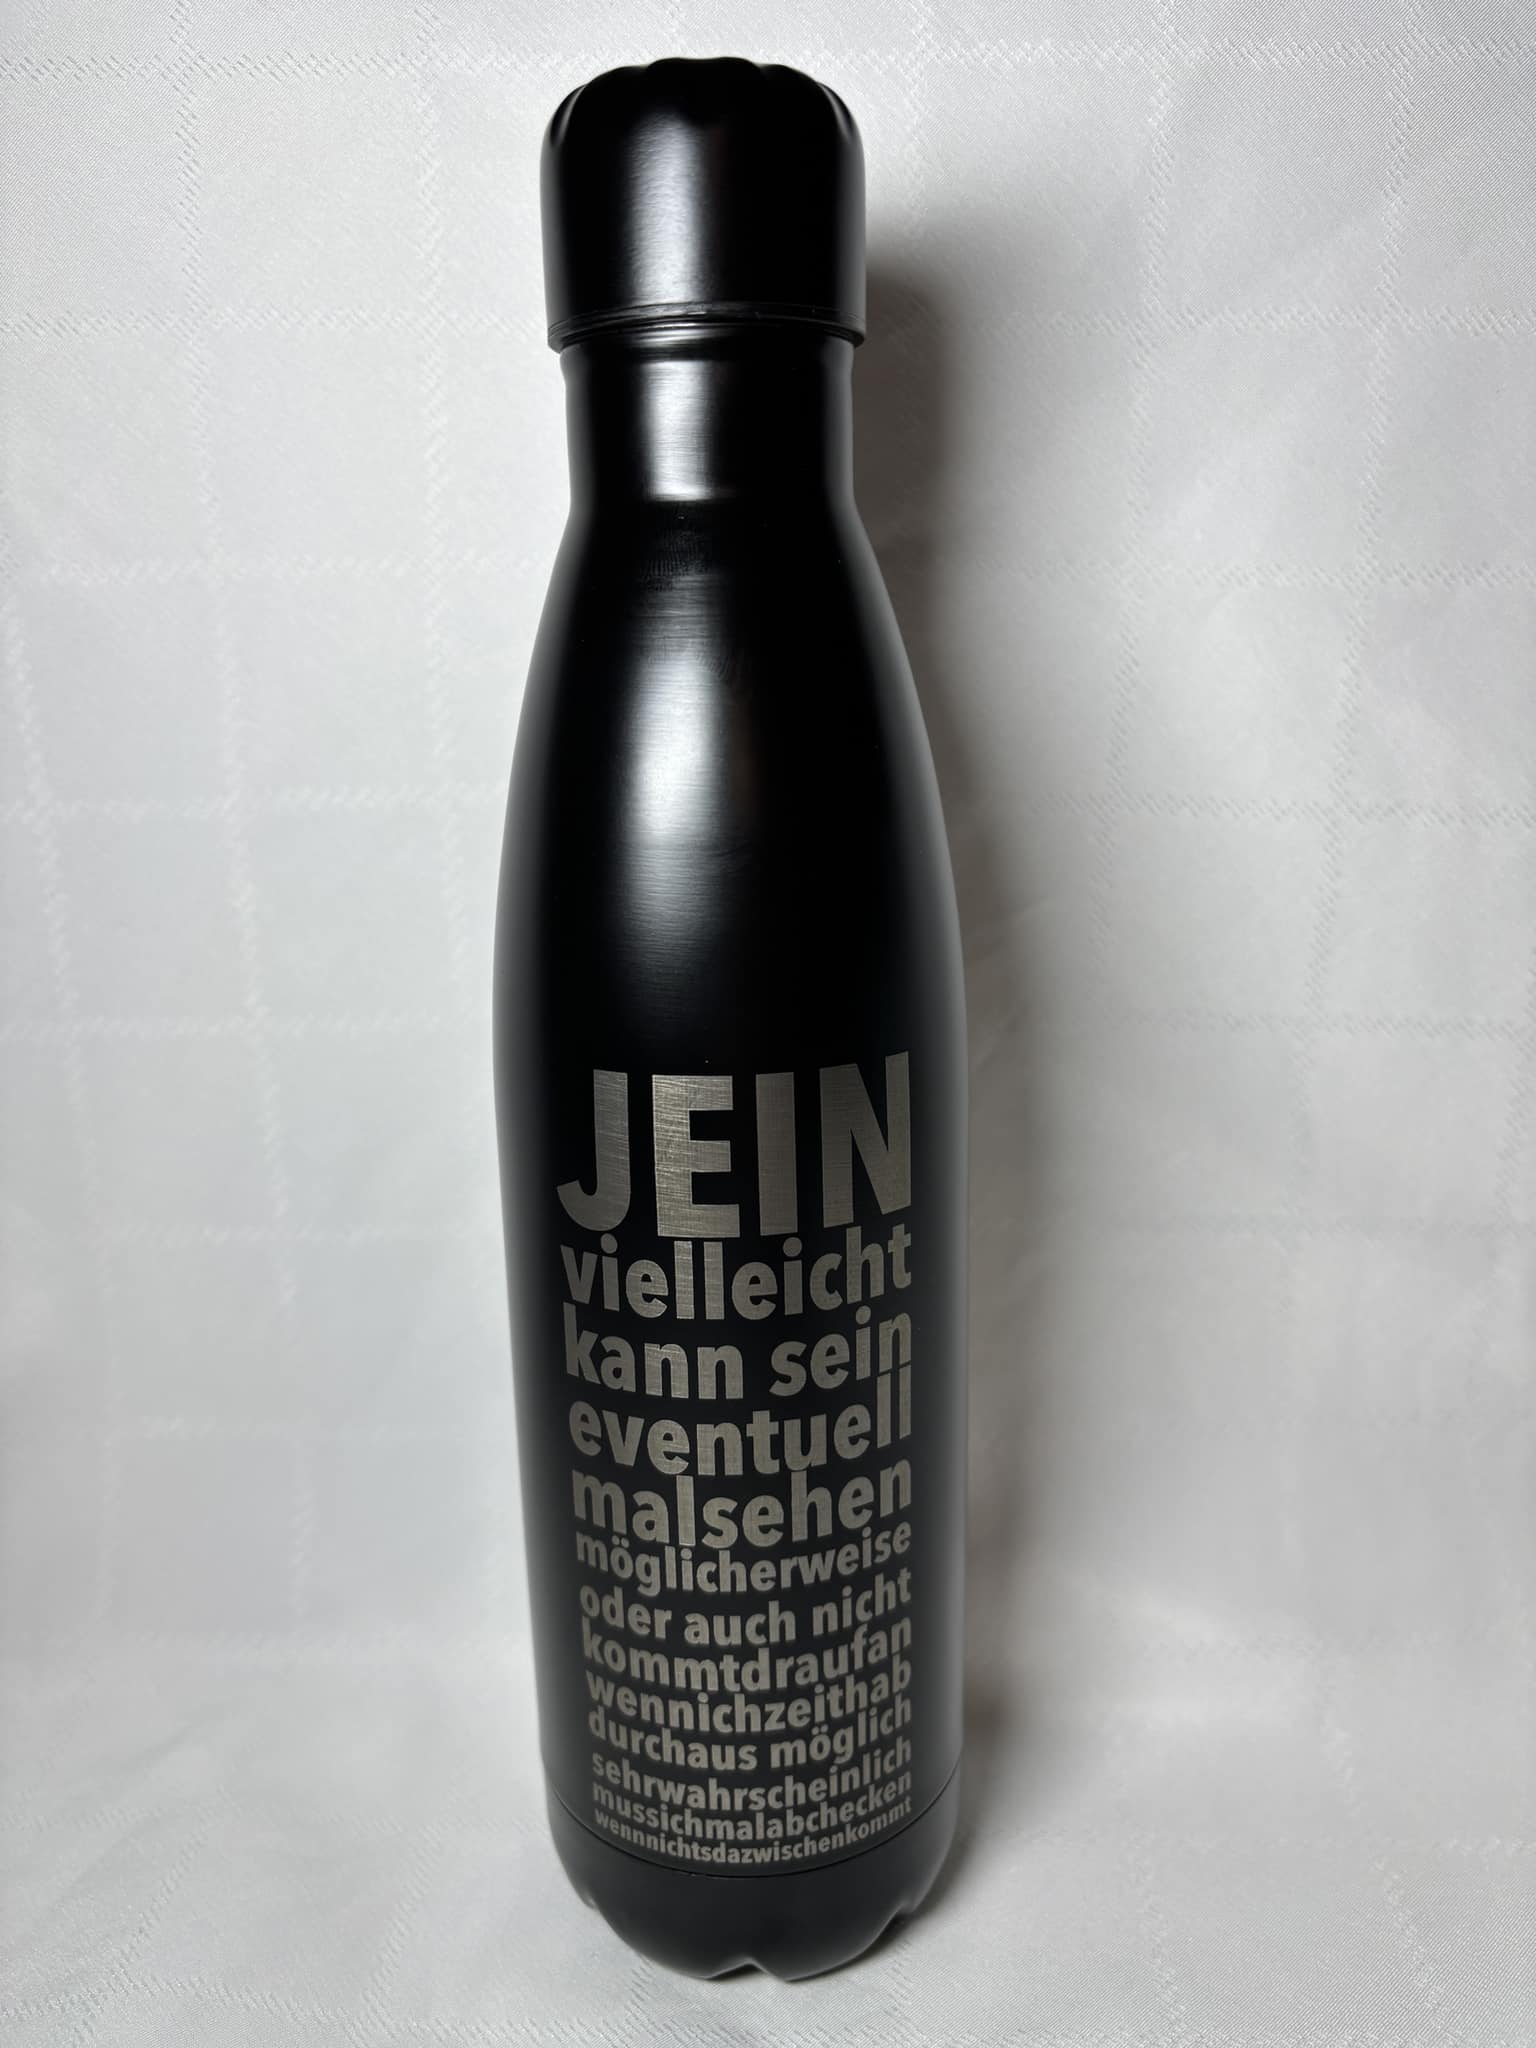 JEIN
vielleicht
kann sein
eventuell
malsehen
möglicherweise
oder auch nicht
kommtdraufan
wennichzeithab
durchaus möglich
sehrwahrscheinlich
mussichmalabchecken
wennnichtsdazwischenkommt